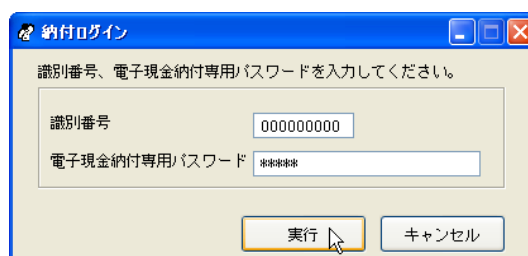 納付ログイン
識別番号、電子現金納付専用パスワードを入力してください。
識別番号 000000000
電子現金納付専用パスワード *****
実行 キャンセル